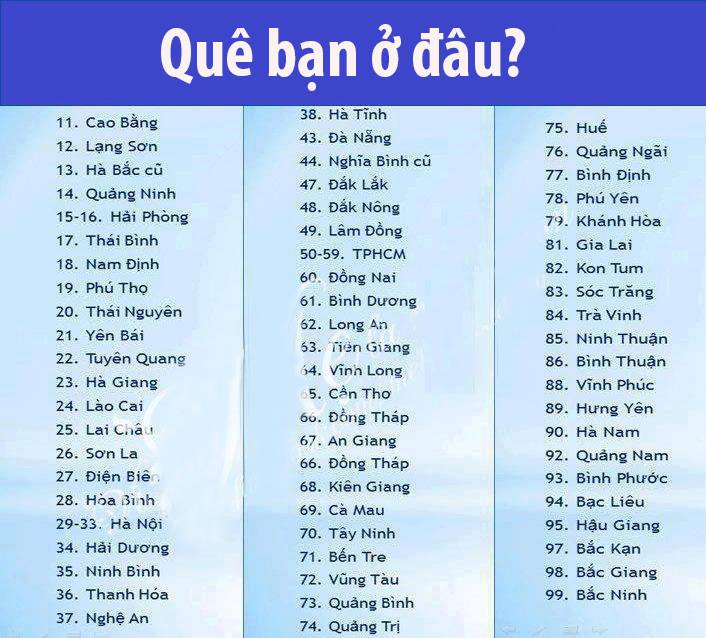 Quê bạn ở đâu?
11. Cao Bằng
12. Lạng Sơn
13. Hà Bắc cũ
14. Quảng Ninh
15-16. Hải Phòng
17. Thái Bình
18. Nam Định
19. Phú Thọ
20. Thái Nguyên
21. Yên Bái
22. Tuyên Quang
23. Hà Giang
24. Lào Cai
25. Lai Châu
26. Sơn La
27. Điện Biên
28. Hòa Bình
29-33. Hà Nội
34. Hải Dương
35. Ninh Bình
36. Thanh Hóa
37. Nghệ An
38. Hà Tĩnh
43. Đà Nẵng
44. Nghĩa Bình cũ
47. Đắk Lắk
48. Đắk Nông
49. Lâm Đồng
50-59. TPHCM
60. Đồng Nai
61. Bình Dương
62. Long An
63. Tiền Giang
64. Vĩnh Long
65. Cần Thơ
66. Đồng Tháp
67. An Giang
66. Đồng Tháp
68. Kiên Giang
69. Cà Mau
70. Tây Ninh
71. Bến Tre
72. Vũng Tàu
73. Quảng Bình
74. Quảng Trị
75. Huế
76. Quảng Ngãi
77. Bình Định
78. Phú Yên
79. Khánh Hòa
81. Gia Lai
82. Kon Tum
83. Sóc Trăng
84. Trà Vinh
85. Ninh Thuận
86. Bình Thuận
88. Vĩnh Phúc
89. Hưng Yên
90. Hà Nam
92. Quảng Nam
93. Bình Phước
94. Bạc Liêu
95. Hậu Giang
97. Bắc Kạn
98. Bắc Giang
99. Bắc Ninh